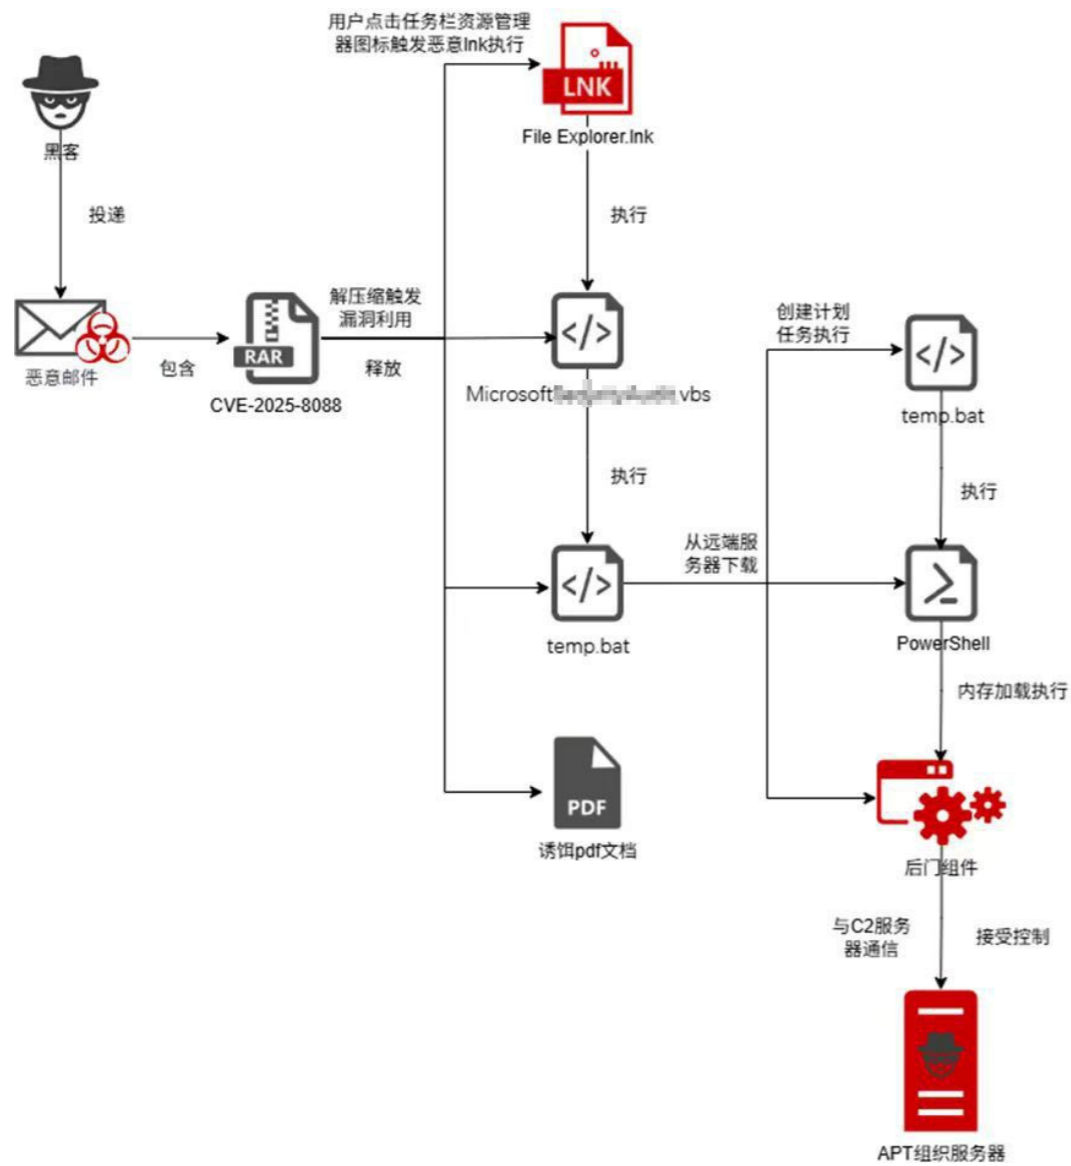 用户点击任务栏资源管理
器图标触发恶意lnk执行
LNK
File Explorer.lnk
黑客
投递
执行
解压缩触发
漏洞利用
创建计划
任务执行
RAR
包含
释放
恶意邮件
CVE-2025-8088
Microsoft
.vbs
temp.bat
执行
执行
从远端服
务器下载
temp.bat
PowerShell
内存加载执行
PDF
诱饵pdf文档
后门组件
与C2服务
器通信
接受控制
APT组织服务器